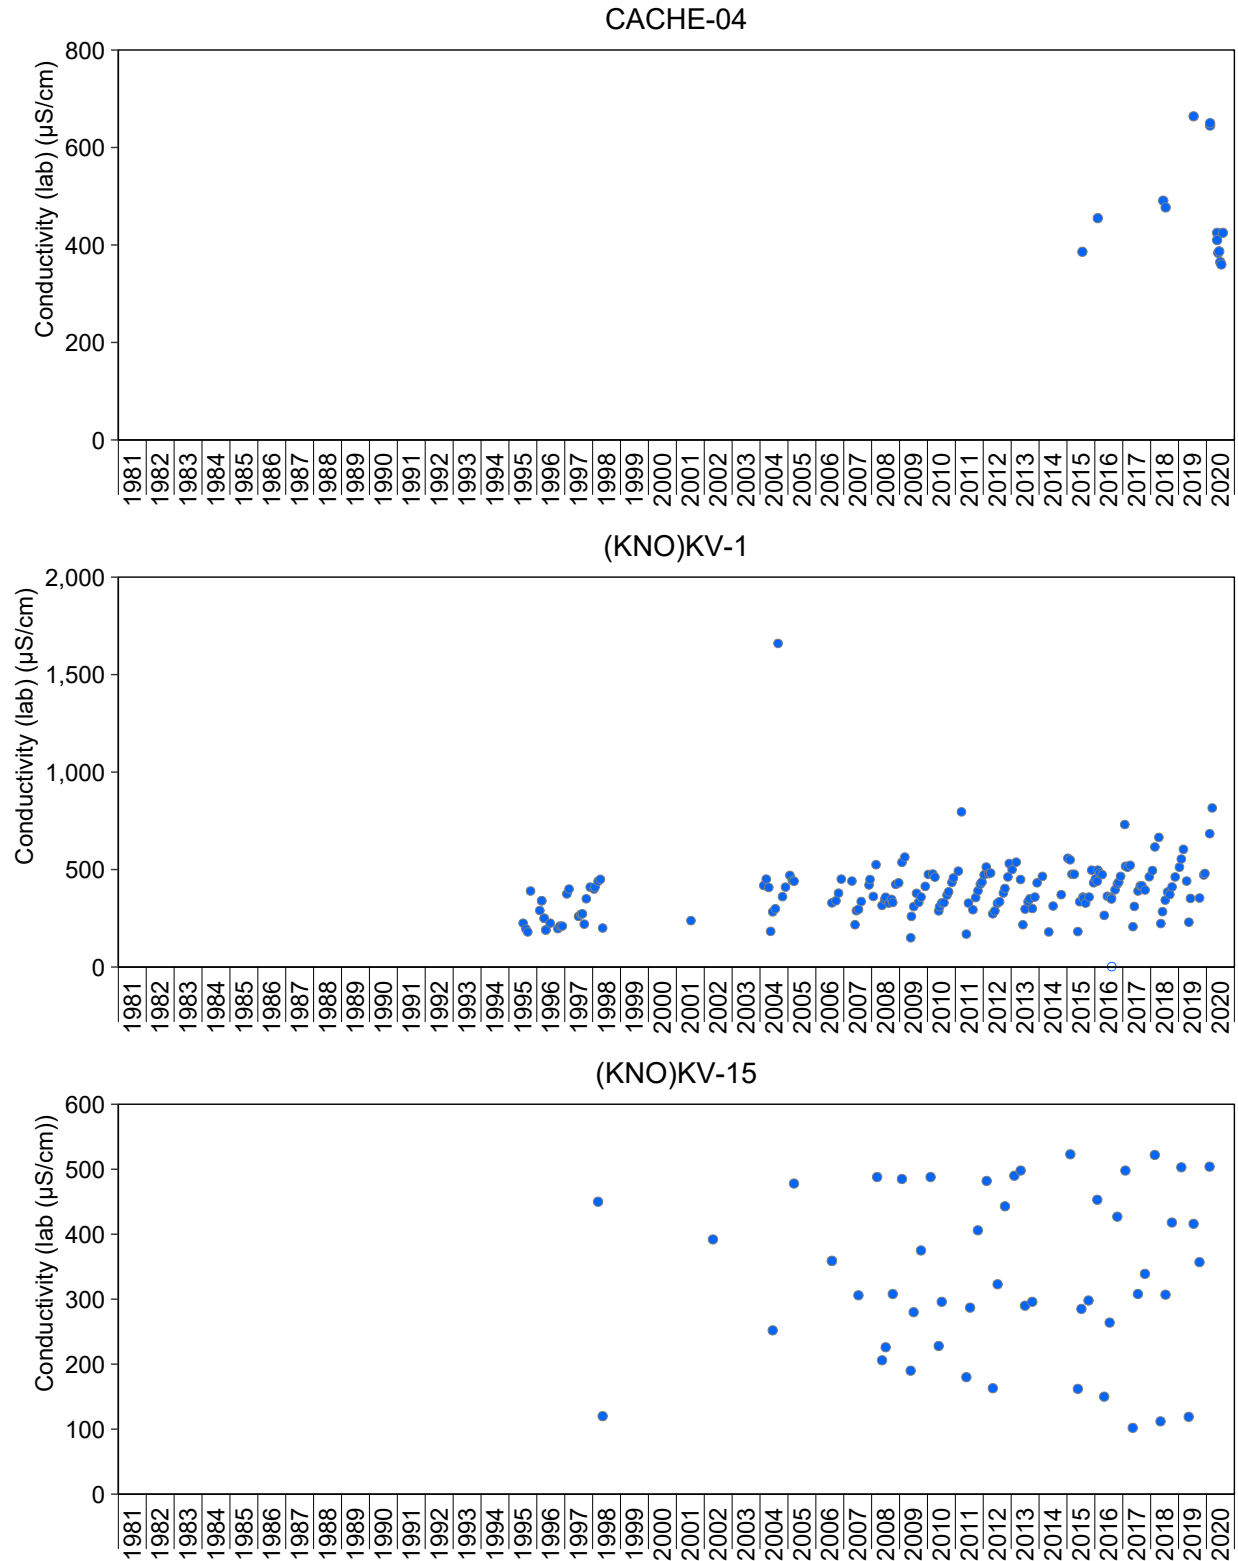 CACHE-04
Conductivity (lab) (µS/cm)
800
600
400
200
0
1981 1982 1983 1984 1985 1986 1987 1988 1989 1990 1991 1992 1993 1994 1995 1996 1997 1998 1999 2000 2001 2002 2003 2004 2005 2006 2007 2008 2009 2010 2011 2012 2013 2014 2015 2016 2017 2018 2019 2020
(KNO)KV-1
Conductivity (lab) (µS/cm)
2,000
1,500
1,000
500
0
1981 1982 1983 1984 1985 1986 1987 1988 1989 1990 1991 1992 1993 1994 1995 1996 1997 1998 1999 2000 2001 2002 2003 2004 2005 2006 2007 2008 2009 2010 2011 2012 2013 2014 2015 2016 2017 2018 2019 2020
(KNO)KV-15
Conductivity (lab (µS/cm))
600
500
400
300
200
100
0
1981 1982 1983 1984 1985 1986 1987 1988 1989 1990 1991 1992 1993 1994 1995 1996 1997 1998 1999 2000 2001 2002 2003 2004 2005 2006 2007 2008 2009 2010 2011 2012 2013 2014 2015 2016 2017 2018 2019 2020